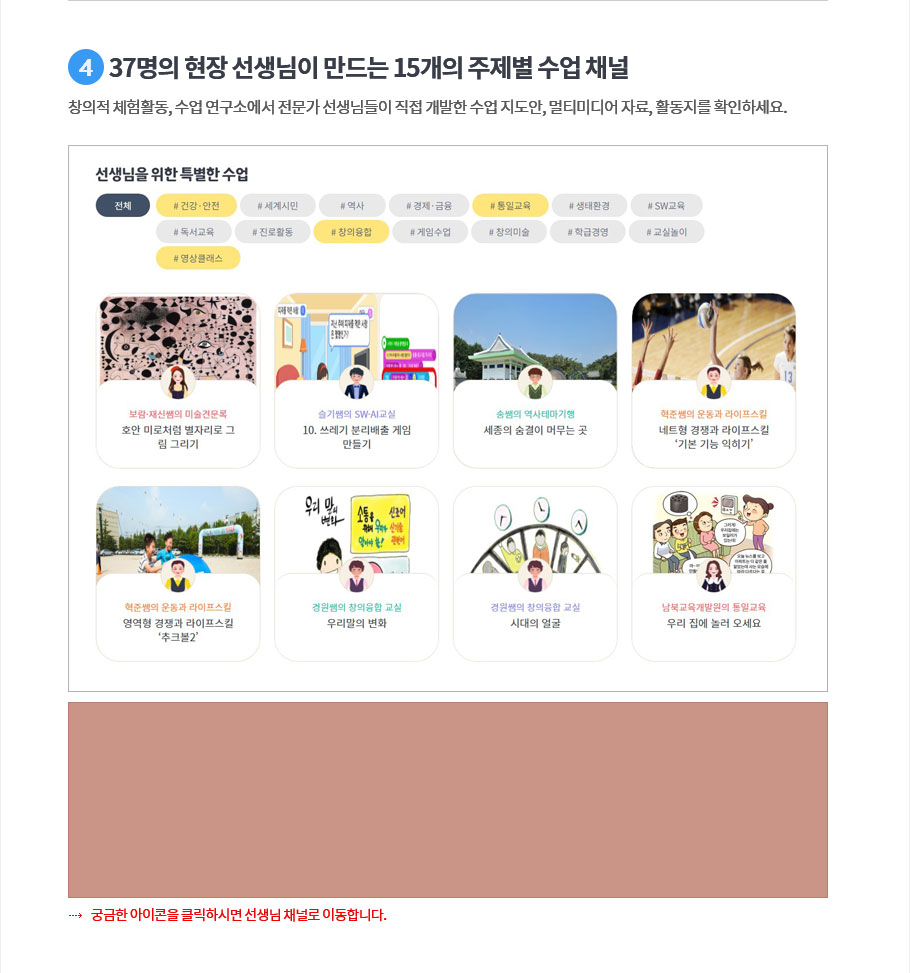 4 37명의 현장 선생님이 만드는 15개의 주제별 수업 채널
창의적 체험활동, 수업 연구소에서 전문가 선생님들이 직접 개발한 수업 지도안, 멀티미디어 자료, 활동지를 확인하세요.
선생님을 위한 특별한 수업
전체 # 건강·안전 # 세계시민 # 역사 # 경제·금융 # 통일교육 # 생태환경 # SW교육
# 독서교육 # 진로활동 # 창의융합 # 게임수업 # 창의미술 # 학급경영 # 교실놀이
# 영상클래스
보람·재신쌤의 미술견문록
호안 미로처럼 별자리로 그
림 그리기
슬기쌤의 SW·AI교실
10. 쓰레기 분리배출 게임
만들기
송쌤의 역사테마기행
세종의 숨결이 머무는 곳
13
혁준쌤의 운동과 라이프스킬
네트형 경쟁과 라이프스킬
‘기본 기능 익히기’
혁준쌤의 운동과 라이프스킬
영역형 경쟁과 라이프스킬
‘추크볼2’
우리 말의
변화
소통을
신조어
경원쌤의 창의융합 교실
우리말의 변화
경원쌤의 창의융합 교실
시대의 얼굴
남북교육개발원의 통일교육
우리 집에 놀러 오세요
⋯→ 궁금한 아이콘을 클릭하시면 선생님 채널로 이동합니다.